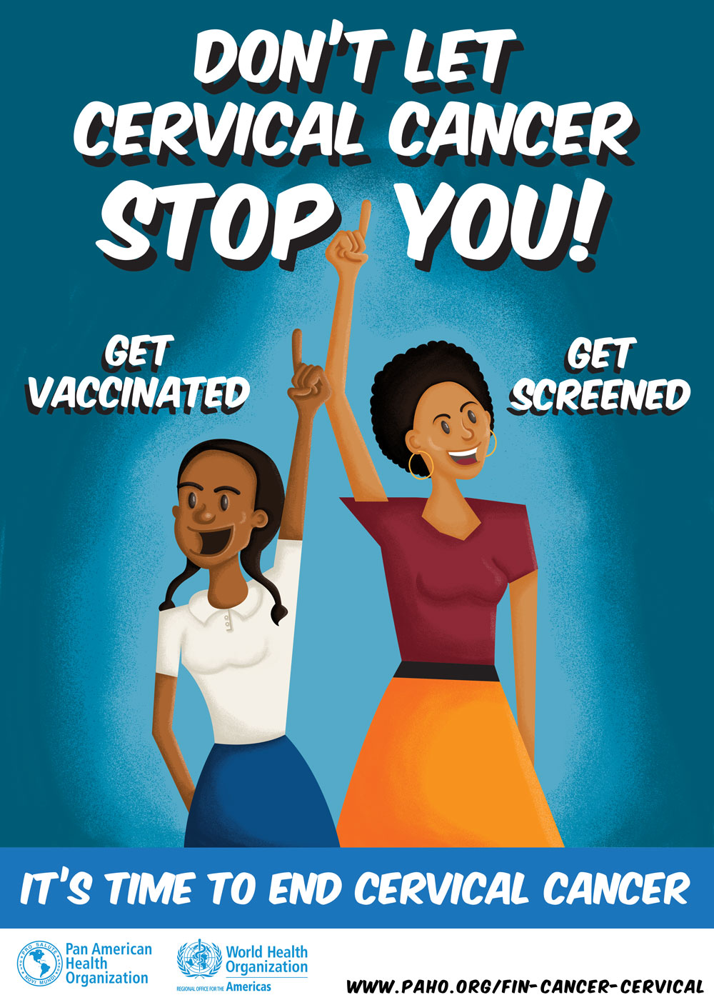 DON'T LET
CERVICAL CANCER
STOP YOU!
GET
VACCINATED
GET
SCREENED
IT'S TIME TO END CERVICAL CANCER
PRO SALUTE
NOVI MUNDI
Pan American
Health
Organization
World Health
Organization
REGIONAL OFFICE FOR THE Americas
WWW.PAHO.ORG/FIN-CANCER-CERVICAL